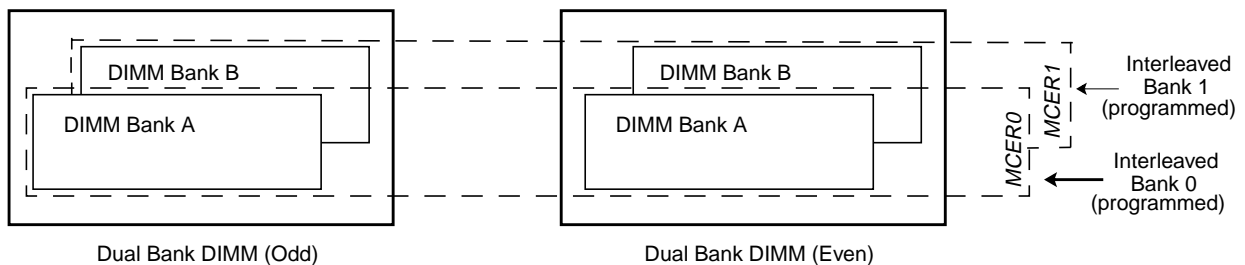 DIMM Bank B
DIMM Bank A
Dual Bank DIMM (Odd)
DIMM Bank B
DIMM Bank A
Dual Bank DIMM (Even)
MCER0
MCER1
Interleaved
Bank 1
(programmed)
Interleaved
Bank 0
(programmed)